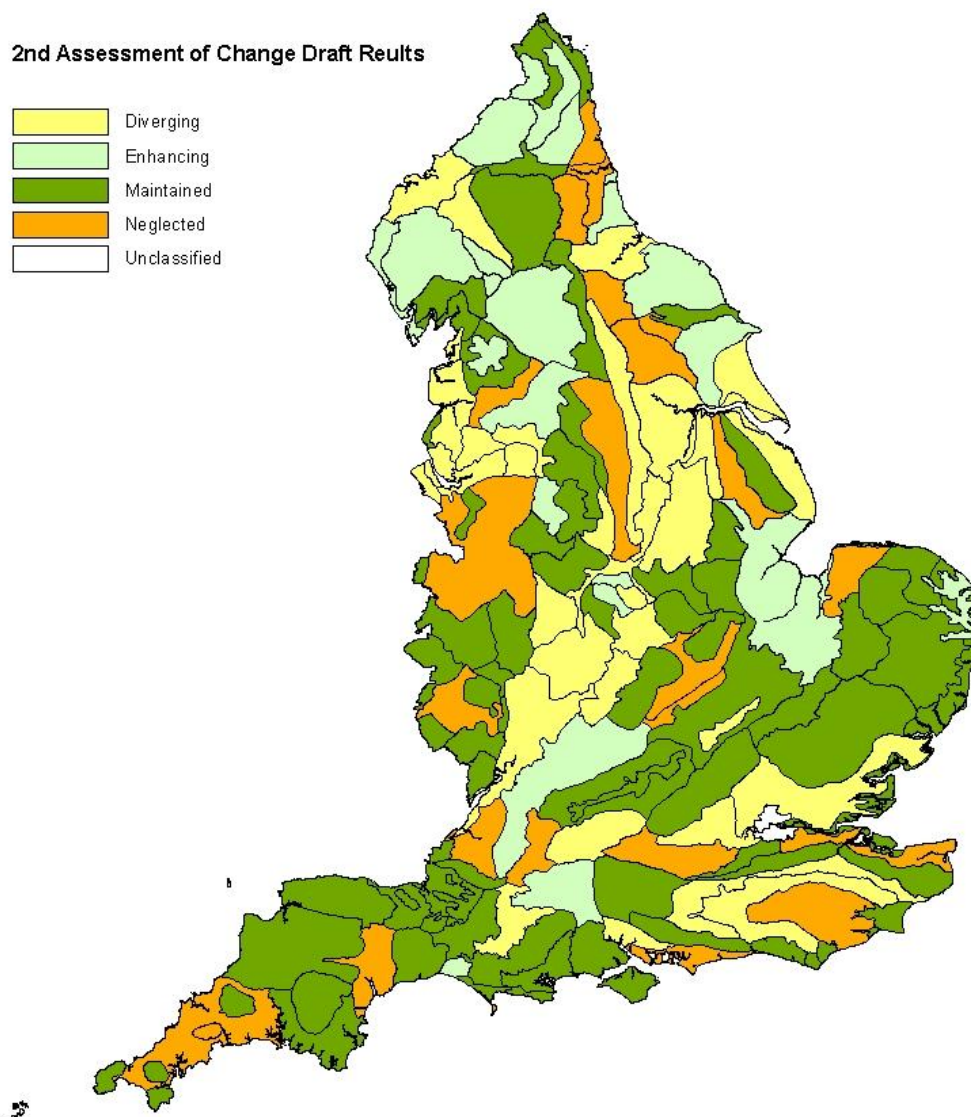 2nd Assessment of Change Draft Reults
Diverging
Enhancing
Maintained
Neglected
Unclassified